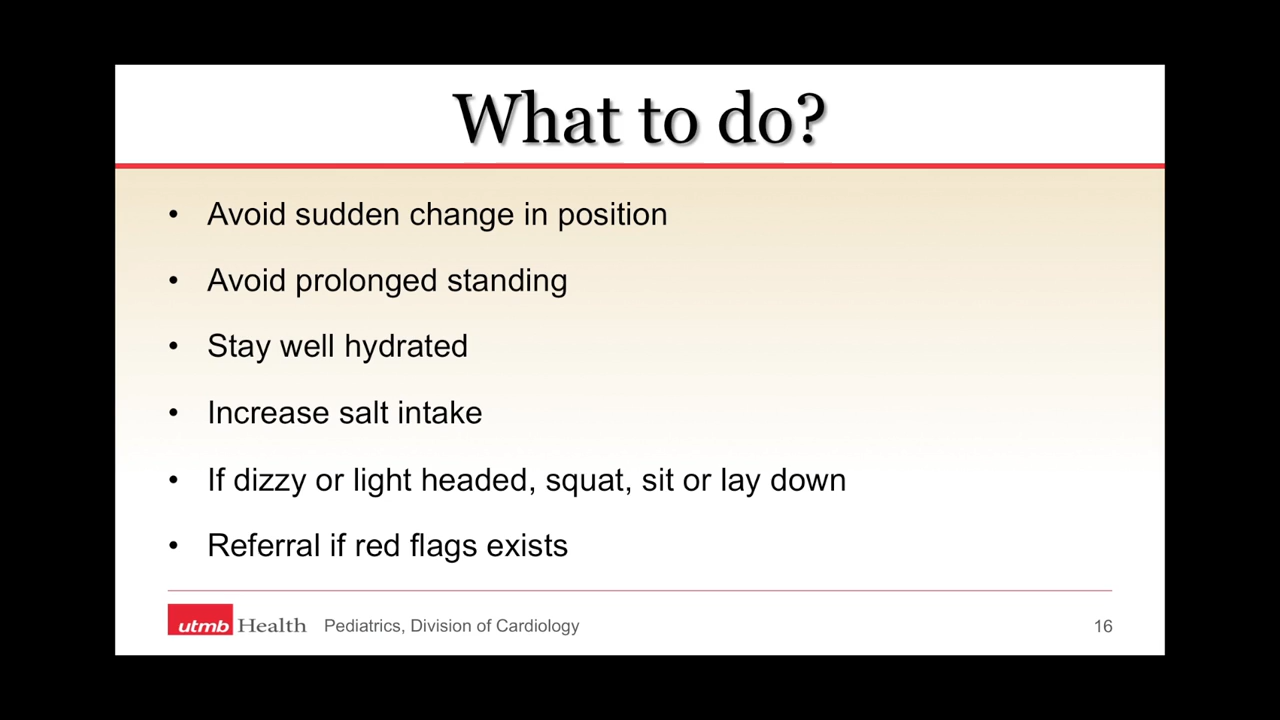 What to do?
• Avoid sudden change in position
• Avoid prolonged standing
• Stay well hydrated
• Increase salt intake
• If dizzy or light headed, squat, sit or lay down
• Referral if red flags exists
utmb Health Pediatrics, Division of Cardiology 16